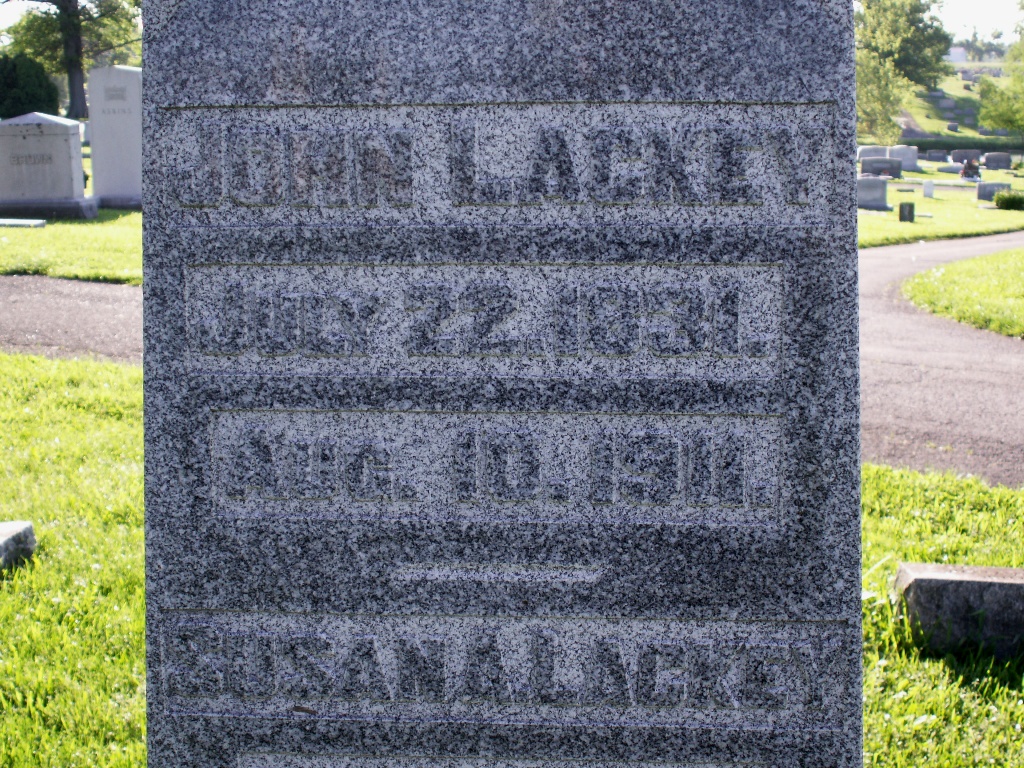 JOHN LACKEY.
JULY 22, 1831.
AUG. 10, 1911.
SUSAN A. LACKEY